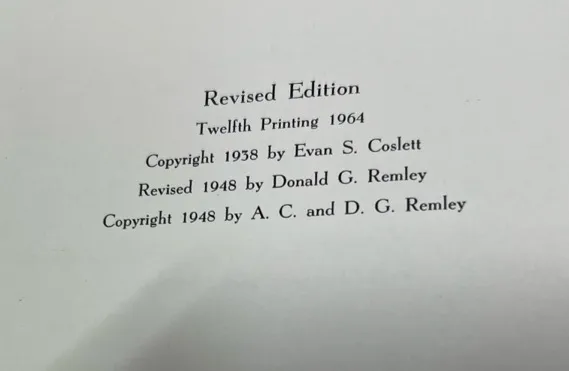 Revised Edition
Twelfth Printing 1964
Copyright 1938 by Evan S. Coslett
Revised 1948 by Donald G. Remley
Copyright 1948 by A. C. and D. G. Remley